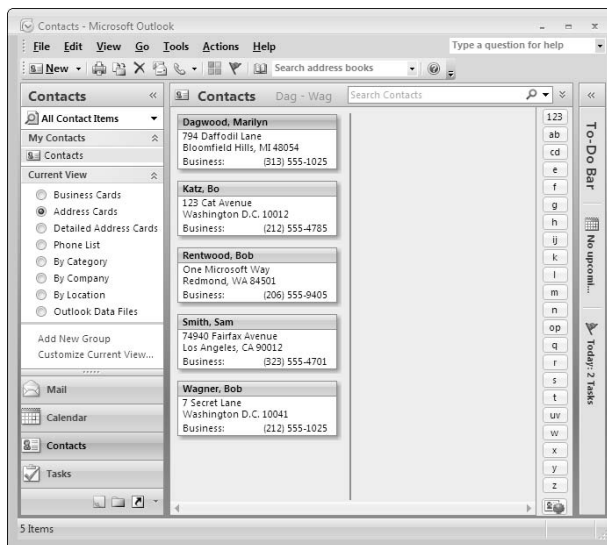 Contacts - Microsoft Outlook
File Edit View Go Tools Actions Help
Type a question for help
New
Search address books
Contacts
All Contact Items
My Contacts
Contacts
Current View
Business Cards
Address Cards
Detailed Address Cards
Phone List
By Category
By Company
By Location
Outlook Data Files
Add New Group
Customize Current View...
Mail
Calendar
Contacts
Tasks
Contacts Dag - Wag
Search Contacts
Dagwood, Marilyn
794 Daffodil Lane
Bloomfield Hills, MI 48054
Business: (313) 555-1025
Katz, Bo
123 Cat Avenue
Washington D.C. 10012
Business: (212) 555-4785
Rentwood, Bob
One Microsoft Way
Redmond, WA 84501
Business: (206) 555-9405
Smith, Sam
74940 Fairfax Avenue
Los Angeles, CA 90012
Business: (323) 555-4701
Wagner, Bob
7 Secret Lane
Washington D.C. 10041
Business: (212) 555-1025
123
ab
cd
e
f
g
h
ij
k
l
m
n
op
q
r
s
t
uv
w
x
y
z
To-Do Bar
No upcomi...
Today: 2 Tasks
5 Items